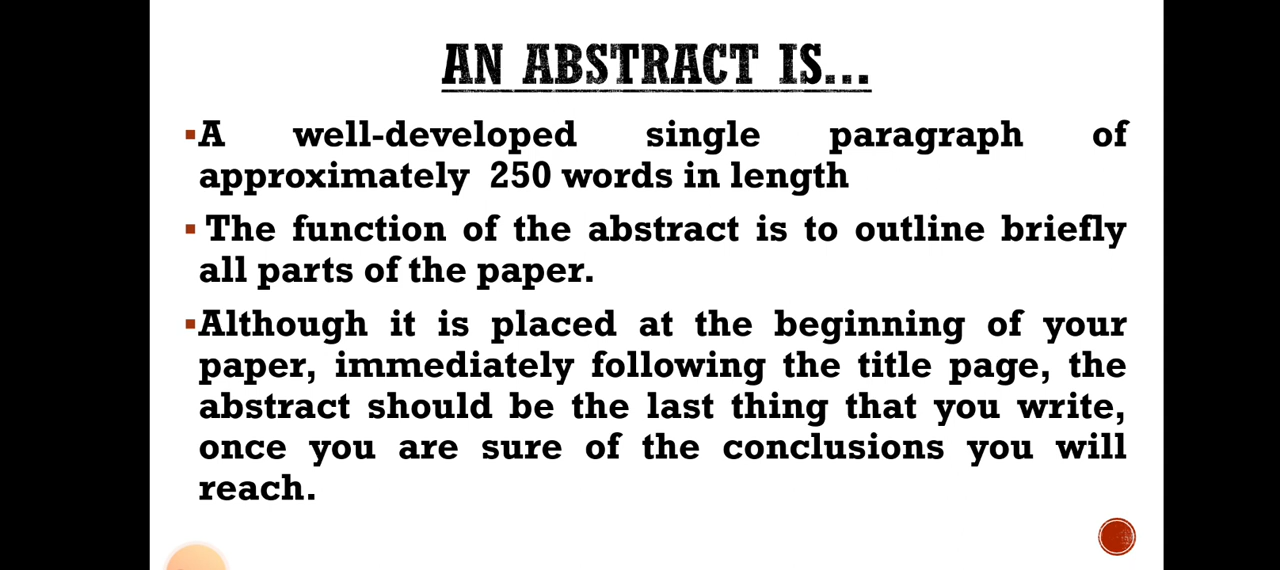 AN ABSTRACT IS...
▪A well-developed single paragraph of
approximately 250 words in length
▪ The function of the abstract is to outline briefly
all parts of the paper.
▪Although it is placed at the beginning of your
paper, immediately following the title page, the
abstract should be the last thing that you write,
once you are sure of the conclusions you will
reach.